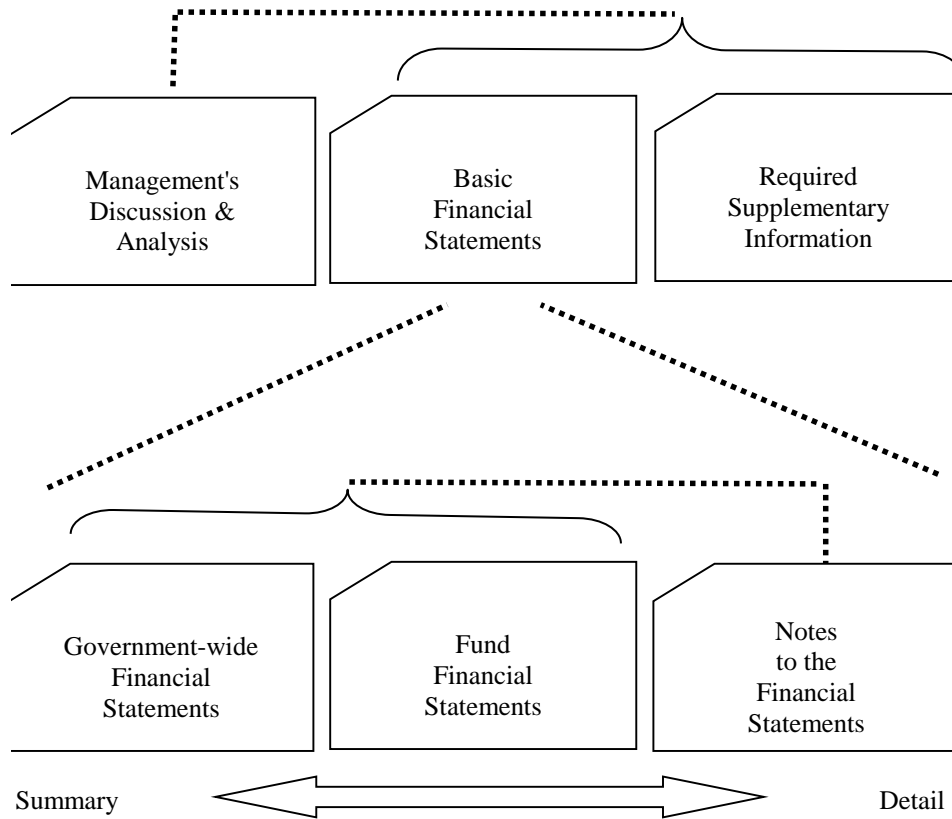 Management's
Discussion &
Analysis
Basic
Financial
Statements
Required
Supplementary
Information
Government-wide
Financial
Statements
Fund
Financial
Statements
Notes
to the
Financial
Statements
Summary
Detail